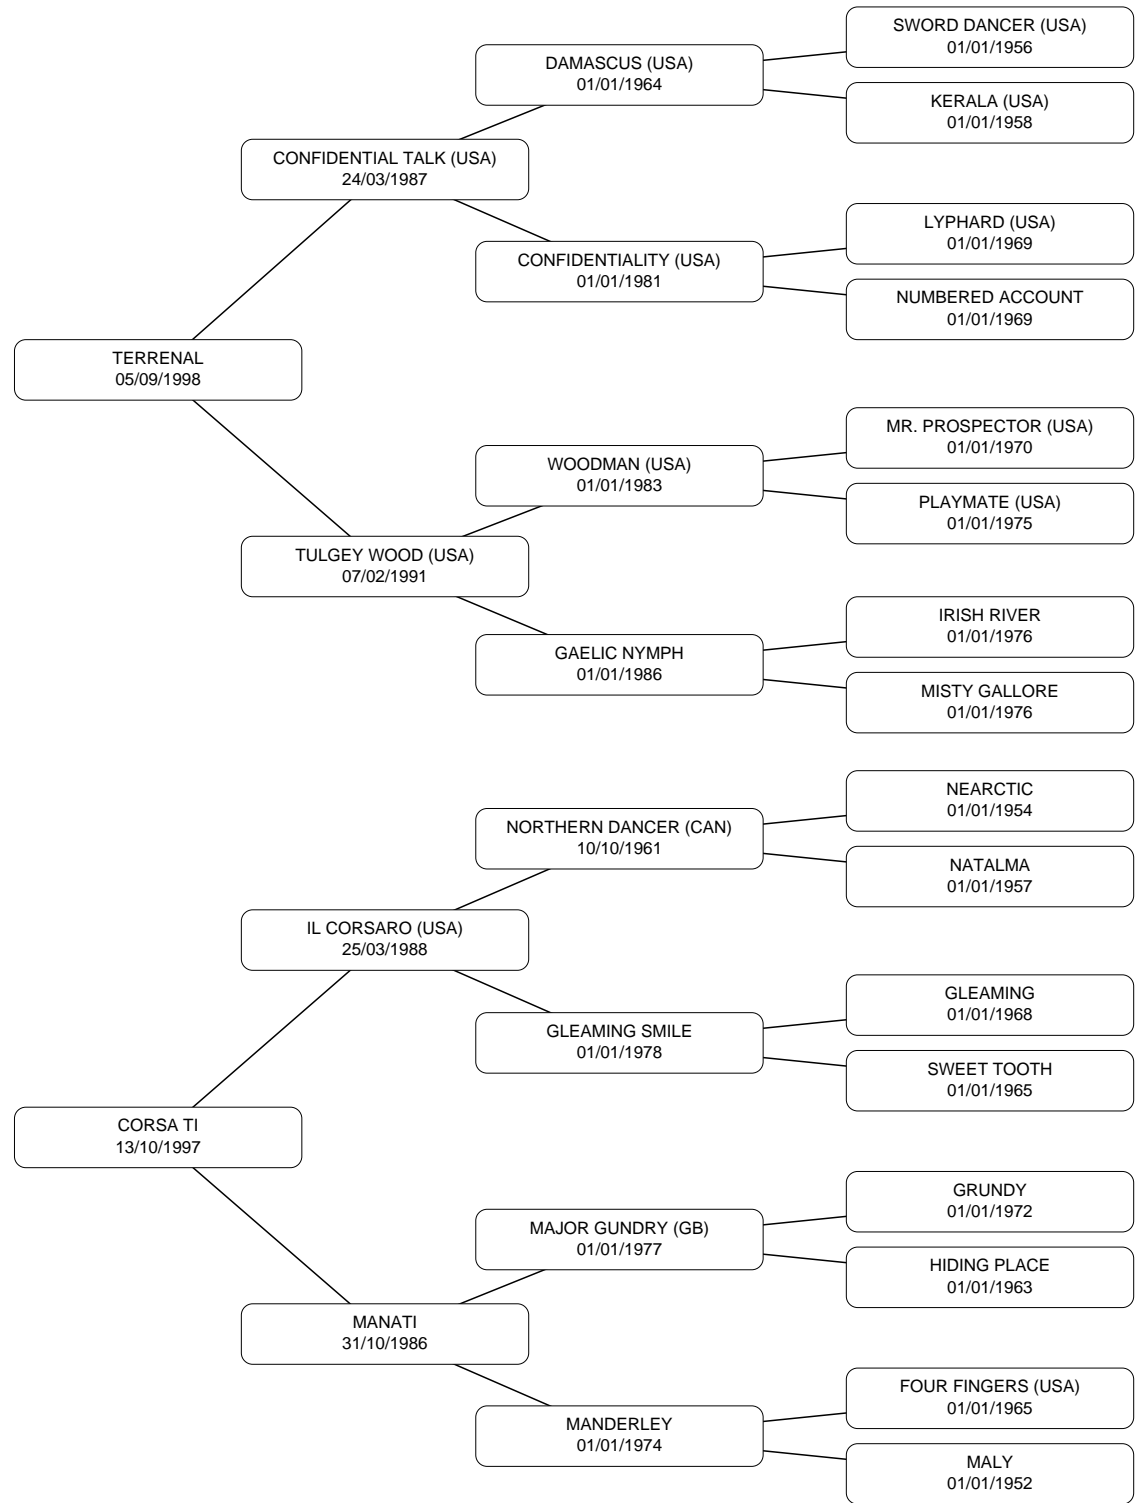 SWORD DANCER (USA)
01/01/1956
DAMASCUS (USA)
01/01/1964
KERALA (USA)
01/01/1958
CONFIDENTIAL TALK (USA)
24/03/1987
LYPHARD (USA)
01/01/1969
CONFIDENTIALITY (USA)
01/01/1981
NUMBERED ACCOUNT
01/01/1969
TERRENAL
05/09/1998
MR. PROSPECTOR (USA)
01/01/1970
WOODMAN (USA)
01/01/1983
PLAYMATE (USA)
01/01/1975
TULGEY WOOD (USA)
07/02/1991
IRISH RIVER
01/01/1976
GAELIC NYMPH
01/01/1986
MISTY GALLORE
01/01/1976
NEARCTIC
01/01/1954
NORTHERN DANCER (CAN)
10/10/1961
NATALMA
01/01/1957
IL CORSARO (USA)
25/03/1988
GLEAMING
01/01/1968
GLEAMING SMILE
01/01/1978
SWEET TOOTH
01/01/1965
CORSA TI
13/10/1997
GRUNDY
01/01/1972
MAJOR GUNDRY (GB)
01/01/1977
HIDING PLACE
01/01/1963
MANATI
31/10/1986
FOUR FINGERS (USA)
01/01/1965
MANDERLEY
01/01/1974
MALY
01/01/1952